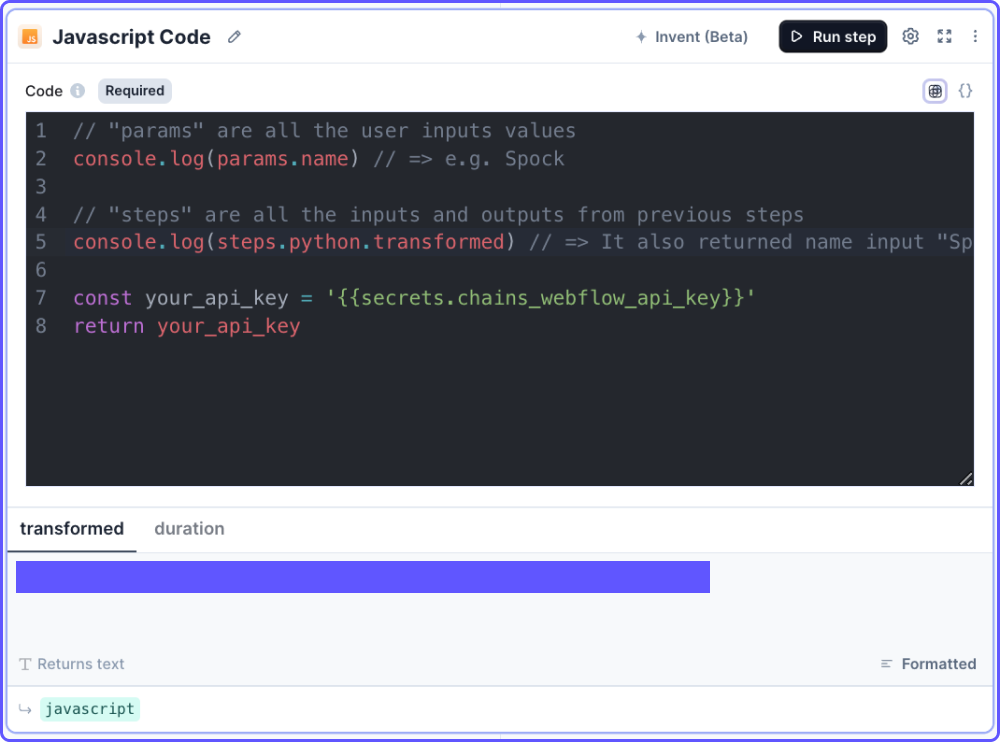 JS Javascript Code Invent (Beta) Run step
Code Required {}
1 // "params" are all the user inputs values
2 console.log(params.name) // => e.g. Spock
3
4 // "steps" are all the inputs and outputs from previous steps
5 console.log(steps.python.transformed) // => It also returned name input "Sp
6
7 const your_api_key = '{{secrets.chains_webflow_api_key}}'
8 return your_api_key
transformed duration
T Returns text Formatted
javascript